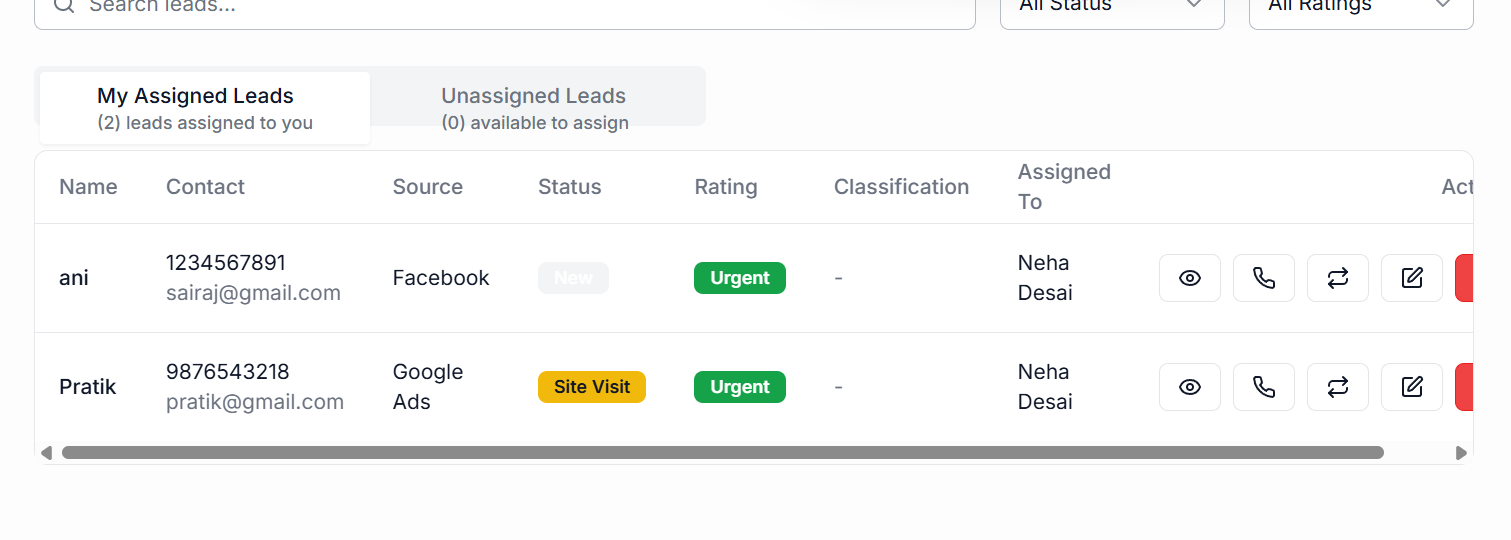 Search leads...
All Status
All Ratings
My Assigned Leads
(2) leads assigned to you
Unassigned Leads
(0) available to assign
Name
Contact
Source
Status
Rating
Classification
Assigned
To
Act
ani
1234567891
sairaj@gmail.com
Facebook
New
Urgent
-
Neha
Desai
Pratik
9876543218
pratik@gmail.com
Google
Ads
Site Visit
Urgent
-
Neha
Desai